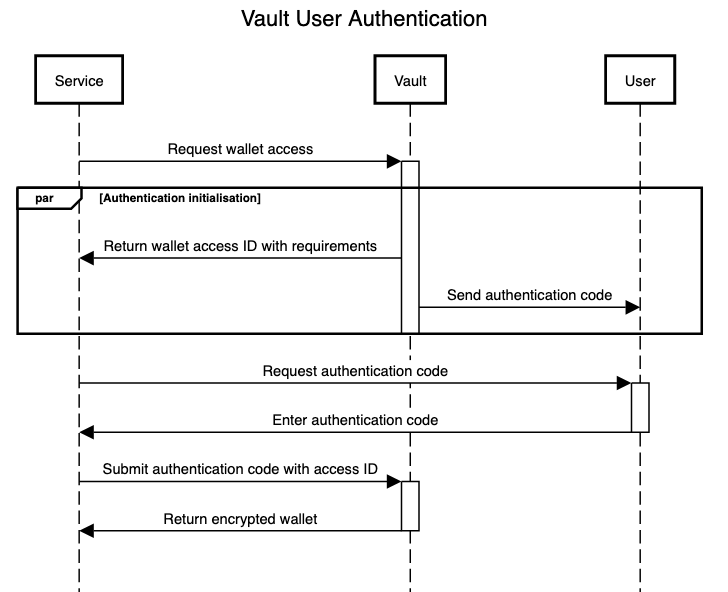 Vault User Authentication
Service
Vault
User
Request wallet access
par
[Authentication initialisation]
Return wallet access ID with requirements
Send authentication code
Request authentication code
Enter authentication code
Submit authentication code with access ID
Return encrypted wallet